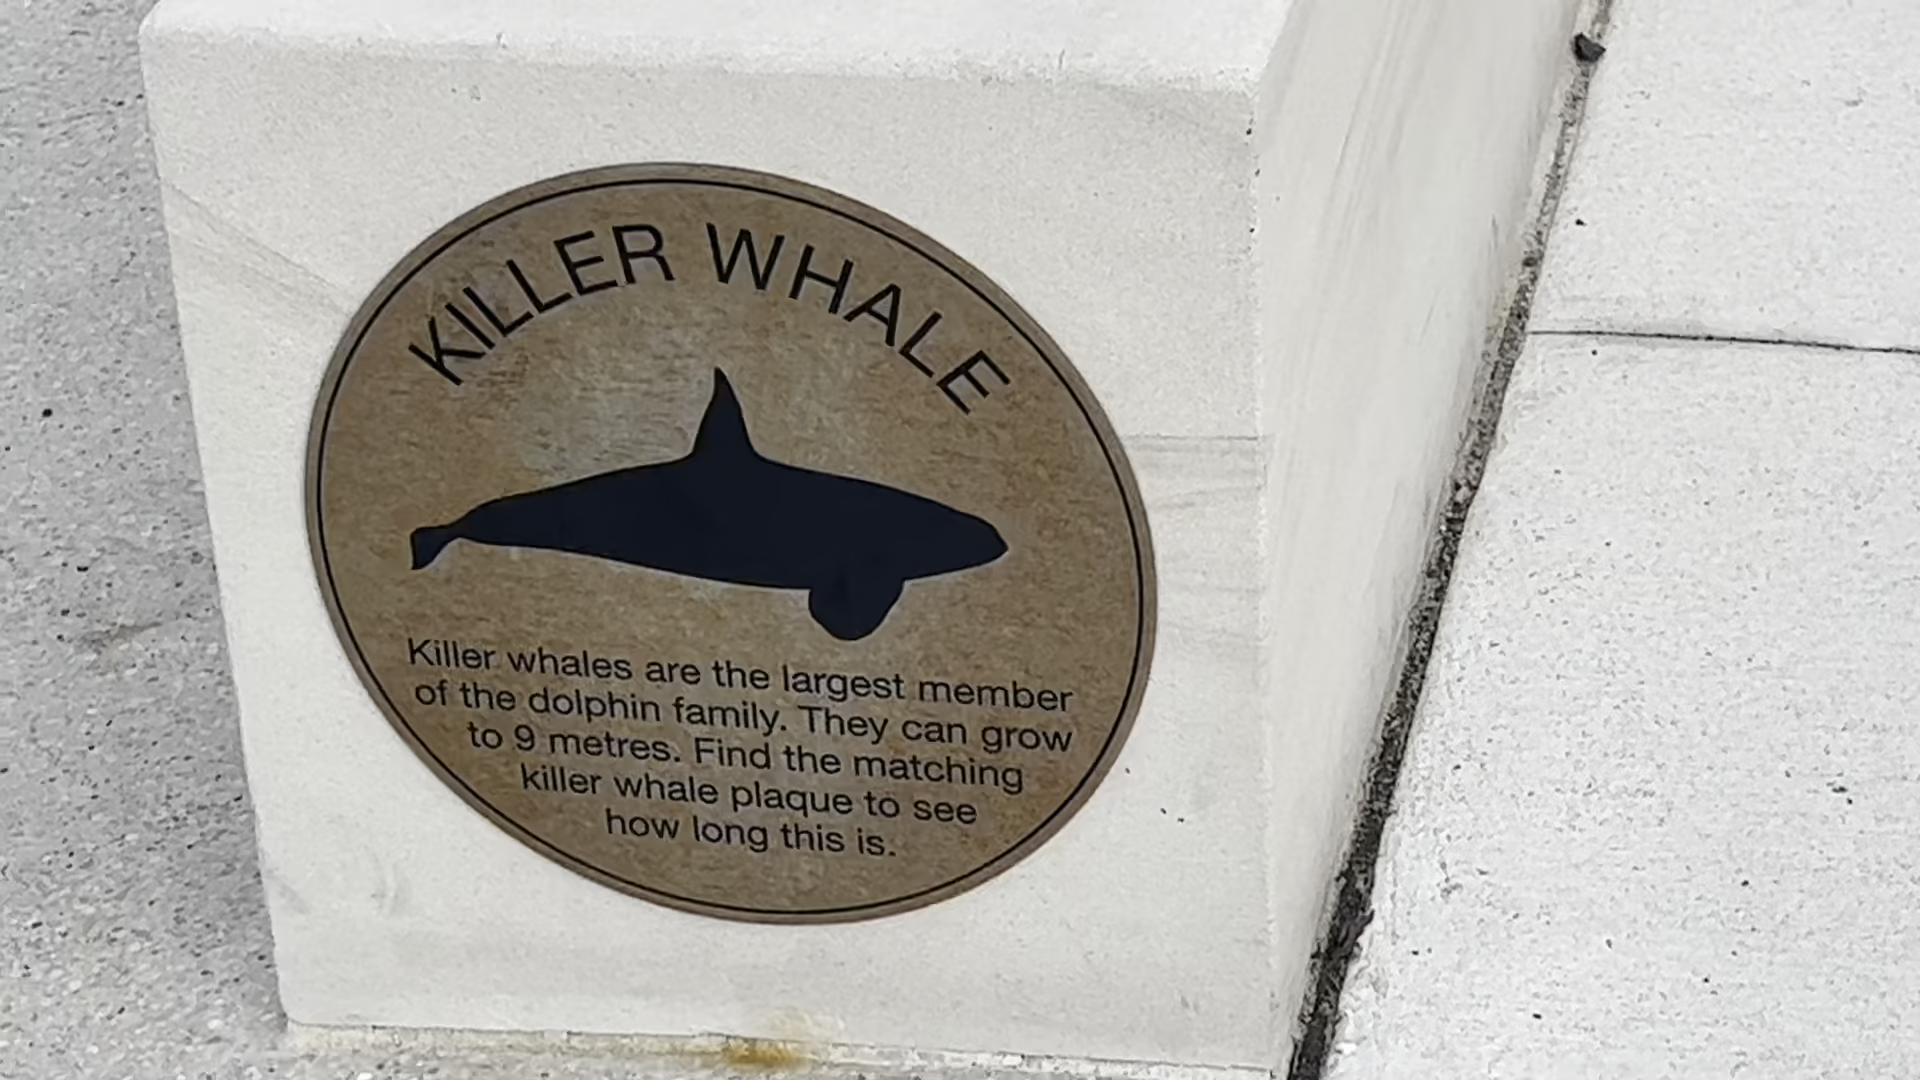 KILLER WHALE
Killer whales are the largest member
of the dolphin family. They can grow
to 9 metres. Find the matching
killer whale plaque to see
how long this is.